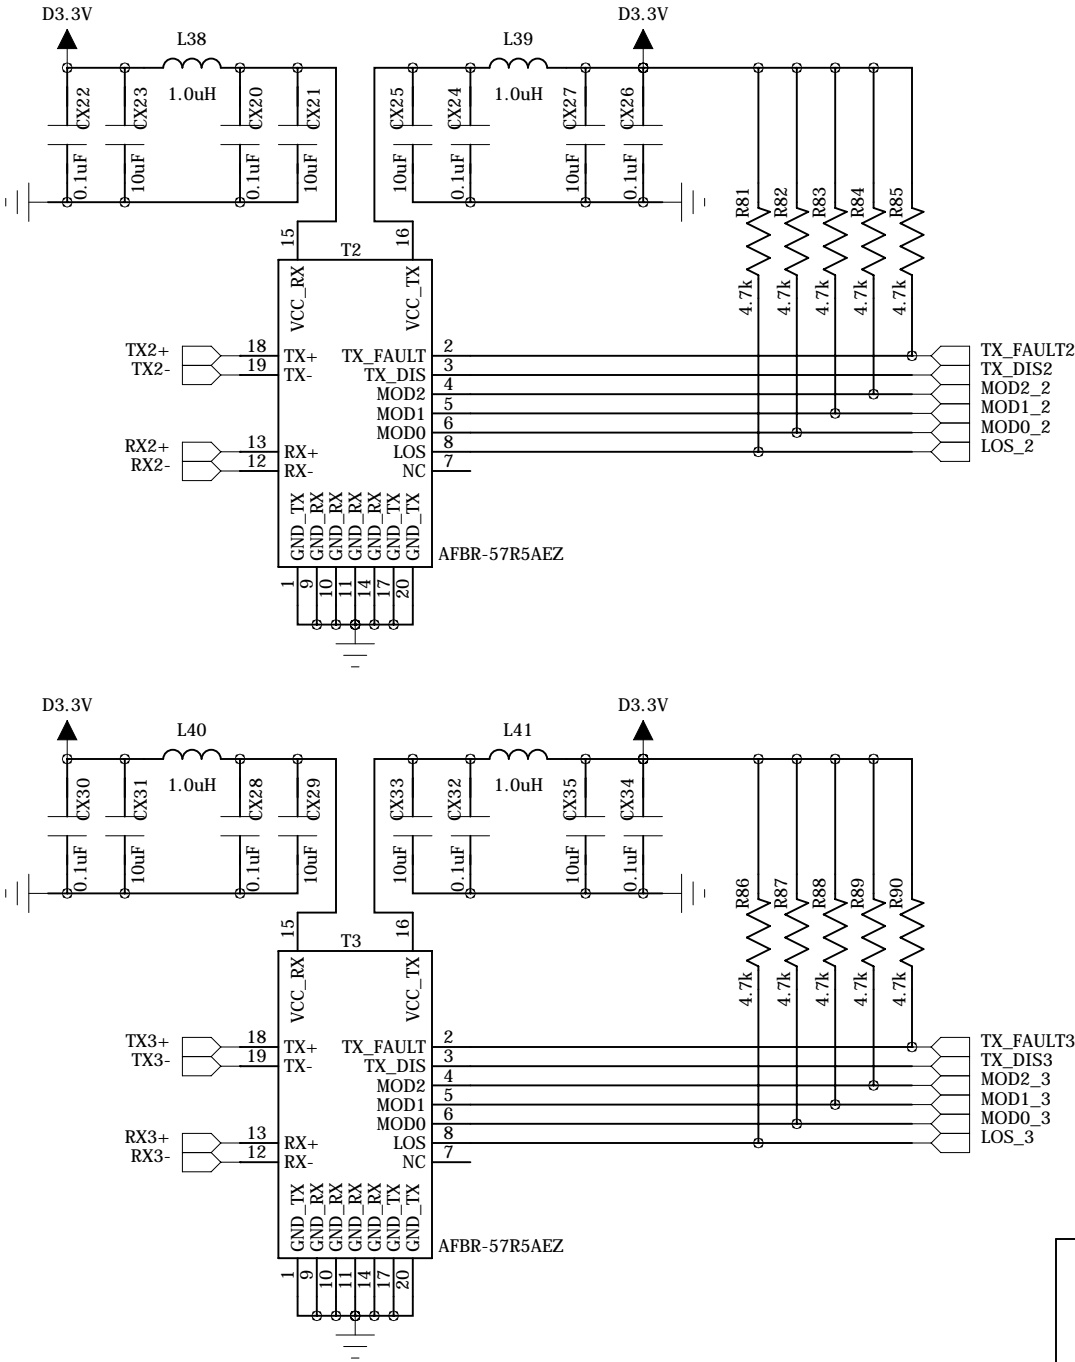 D3.3V
D3.3V
L38
L39
1.0uH
1.0uH
CX22
CX23
CX20
CX21
CX25
CX24
CX27
CX26
0.1uF
10uF
0.1uF
10uF
10uF
0.1uF
10uF
0.1uF
R81
R82
R83
R84
R85
4.7k
4.7k
4.7k
4.7k
4.7k
15
16
T2
VCC_RX
VCC_TX
TX2+
18
TX+
TX_FAULT
2
TX_FAULT2
TX2-
19
TX-
TX_DIS
3
TX_DIS2
MOD2
4
MOD2_2
MOD1
5
MOD1_2
MOD0
6
MOD0_2
RX2+
13
RX+
LOS
8
LOS_2
RX2-
12
RX-
NC
7
GND_TX
GND_RX
GND_RX
GND_RX
GND_RX
GND_TX
GND_TX
AFBR-57R5AEZ
1
9
10
11
14
17
20
D3.3V
D3.3V
L40
L41
1.0uH
1.0uH
CX30
CX31
CX28
CX29
CX33
CX32
CX35
CX34
0.1uF
10uF
0.1uF
10uF
10uF
0.1uF
10uF
0.1uF
R86
R87
R88
R89
R90
4.7k
4.7k
4.7k
4.7k
4.7k
15
16
T3
VCC_RX
VCC_TX
TX3+
18
TX+
TX_FAULT
2
TX_FAULT3
TX3-
19
TX-
TX_DIS
3
TX_DIS3
MOD2
4
MOD2_3
MOD1
5
MOD1_3
MOD0
6
MOD0_3
RX3+
13
RX+
LOS
8
LOS_3
RX3-
12
RX-
NC
7
GND_TX
GND_RX
GND_RX
GND_RX
GND_RX
GND_TX
GND_TX
AFBR-57R5AEZ
1
9
10
11
14
17
20